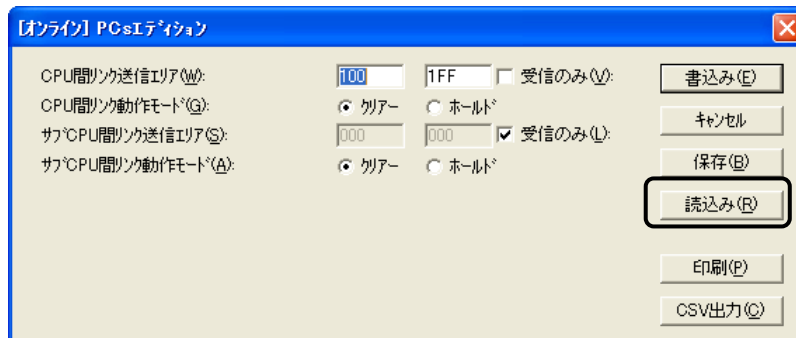 [オンライン] PCsエディション
CPU間リンク送信エリア(W): 100 1FF 受信のみ(V): 書込み(E)
CPU間リンク動作モード(G): クリアー ホールド キャンセル
サブCPU間リンク送信エリア(S): 000 000 受信のみ(L):
サブCPU間リンク動作モード(A): クリアー ホールド 保存(B)
読込み(R)
印刷(P)
CSV出力(C)